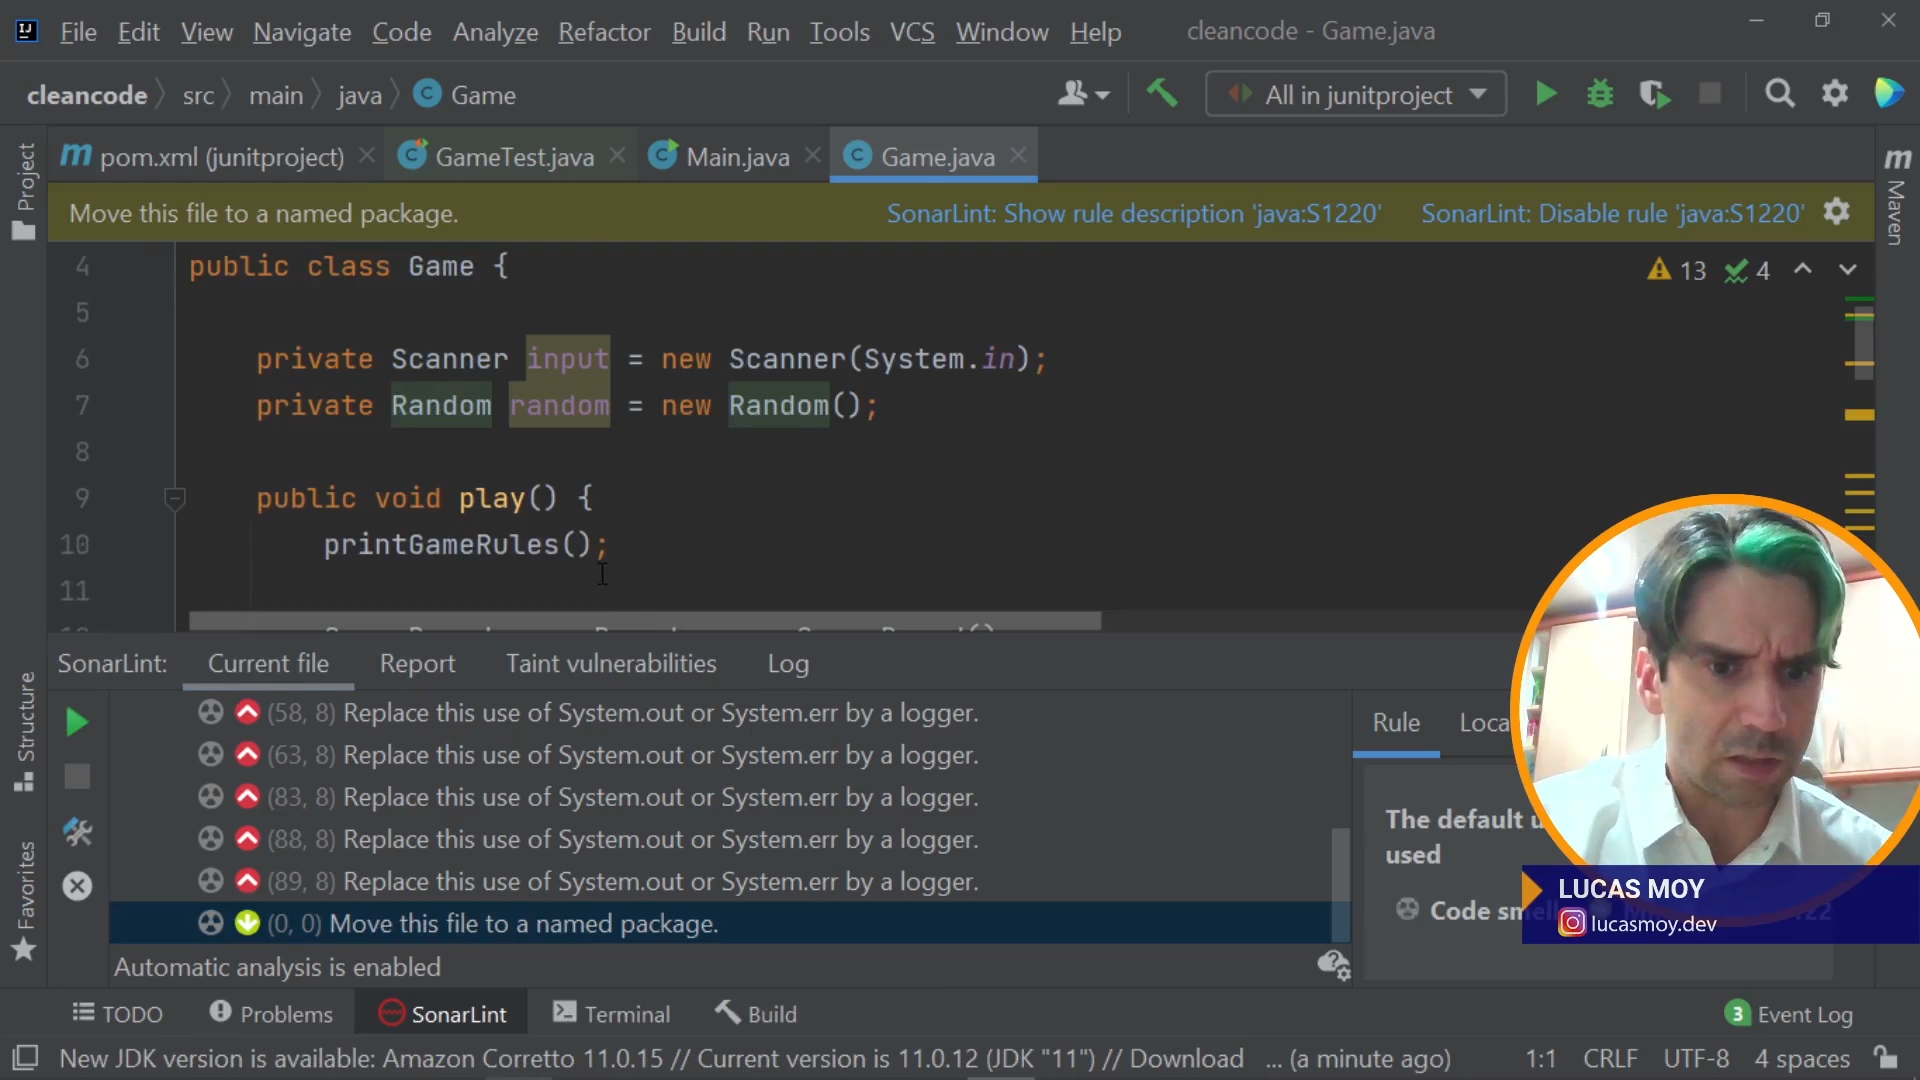 File Edit View Navigate Code Analyze Refactor Build Run Tools VCS Window Help cleancode - Game.java
cleancode src main java Game All in junitproject
pom.xml (junitproject) GameTest.java Main.java Game.java
Move this file to a named package. SonarLint: Show rule description 'java:S1220' SonarLint: Disable rule 'java:S1220'
4 public class Game { 13 4
5
6 private Scanner input = new Scanner(System.in);
7 private Random random = new Random();
8
9 public void play() {
10 printGameRules();
11
SonarLint: Current file Report Taint vulnerabilities Log
(58, 8) Replace this use of System.out or System.err by a logger.
(63, 8) Replace this use of System.out or System.err by a logger.
(83, 8) Replace this use of System.out or System.err by a logger.
(88, 8) Replace this use of System.out or System.err by a logger.
(89, 8) Replace this use of System.out or System.err by a logger.
(0, 0) Move this file to a named package.
Automatic analysis is enabled
Rule Loca
The default u
used
Code sm
LUCAS MOY
lucasmoy.dev
TODO Problems SonarLint Terminal Build 3 Event Log
New JDK version is available: Amazon Corretto 11.0.15 // Current version is 11.0.12 (JDK "11") // Download ... (a minute ago) 1:1 CRLF UTF-8 4 spaces
Project
Structure
Favorites
m
Maven